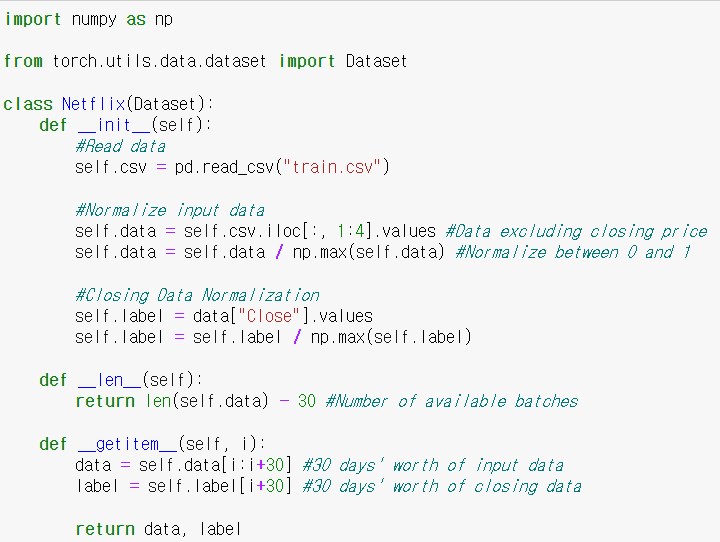 import numpy as np

from torch.utils.data.dataset import Dataset

class Netflix(Dataset):
    def __init__(self):
        #Read data
        self.csv = pd.read_csv("train.csv")

        #Normalize input data
        self.data = self.csv.iloc[:, 1:4].values #Data excluding closing price
        self.data = self.data / np.max(self.data) #Normalize between 0 and 1

        #Closing Data Normalization
        self.label = data["Close"].values
        self.label = self.label / np.max(self.label)

    def __len__(self):
        return len(self.data) - 30 #Number of available batches

    def __getitem__(self, i):
        data = self.data[i:i+30] #30 days' worth of input data
        label = self.label[i+30] #30 days' worth of closing data

        return data, label